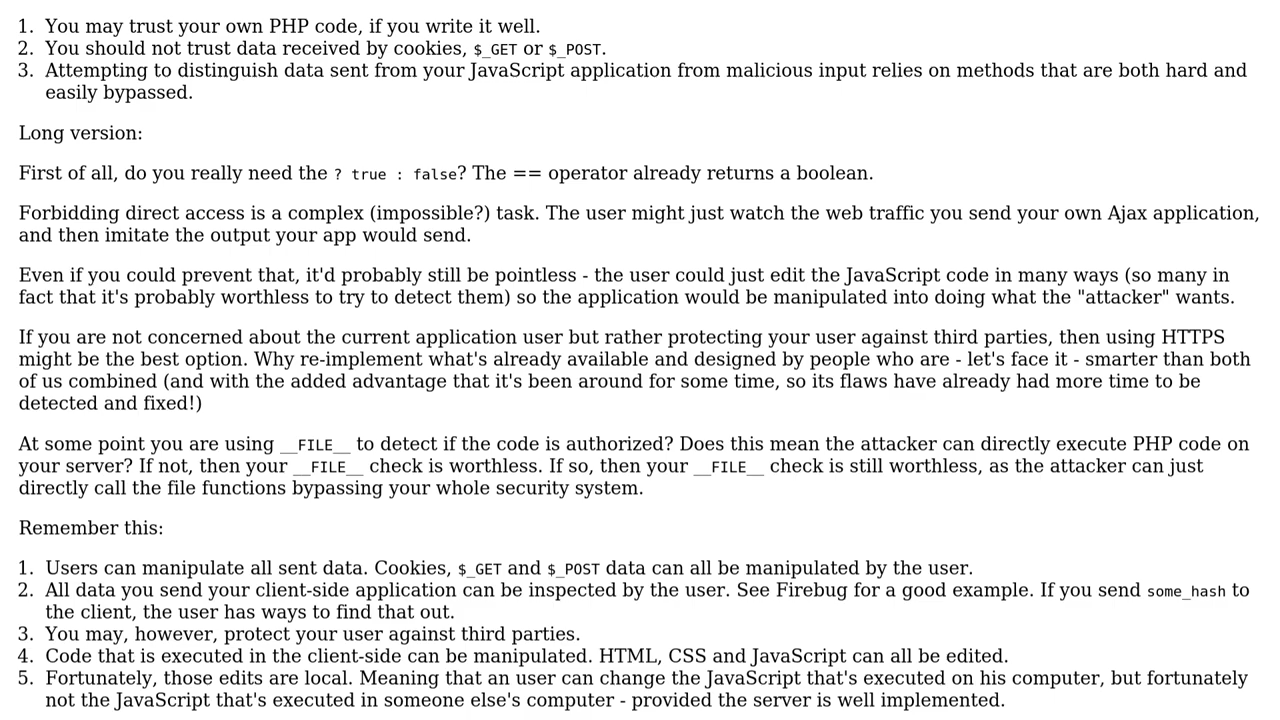 1. You may trust your own PHP code, if you write it well.
2. You should not trust data received by cookies, $_GET or $_POST.
3. Attempting to distinguish data sent from your JavaScript application from malicious input relies on methods that are both hard and
easily bypassed.
Long version:
First of all, do you really need the ? true : false? The == operator already returns a boolean.
Forbidding direct access is a complex (impossible?) task. The user might just watch the web traffic you send your own Ajax application,
and then imitate the output your app would send.
Even if you could prevent that, it'd probably still be pointless - the user could just edit the JavaScript code in many ways (so many in
fact that it's probably worthless to try to detect them) so the application would be manipulated into doing what the "attacker" wants.
If you are not concerned about the current application user but rather protecting your user against third parties, then using HTTPS
might be the best option. Why re-implement what's already available and designed by people who are - let's face it - smarter than both
of us combined (and with the added advantage that it's been around for some time, so its flaws have already had more time to be
detected and fixed!)
At some point you are using __FILE__ to detect if the code is authorized? Does this mean the attacker can directly execute PHP code on
your server? If not, then your __FILE__ check is worthless. If so, then your __FILE__ check is still worthless, as the attacker can just
directly call the file functions bypassing your whole security system.
Remember this:
1. Users can manipulate all sent data. Cookies, $_GET and $_POST data can all be manipulated by the user.
2. All data you send your client-side application can be inspected by the user. See Firebug for a good example. If you send some_hash to
the client, the user has ways to find that out.
3. You may, however, protect your user against third parties.
4. Code that is executed in the client-side can be manipulated. HTML, CSS and JavaScript can all be edited.
5. Fortunately, those edits are local. Meaning that an user can change the JavaScript that's executed on his computer, but fortunately
not the JavaScript that's executed in someone else's computer - provided the server is well implemented.